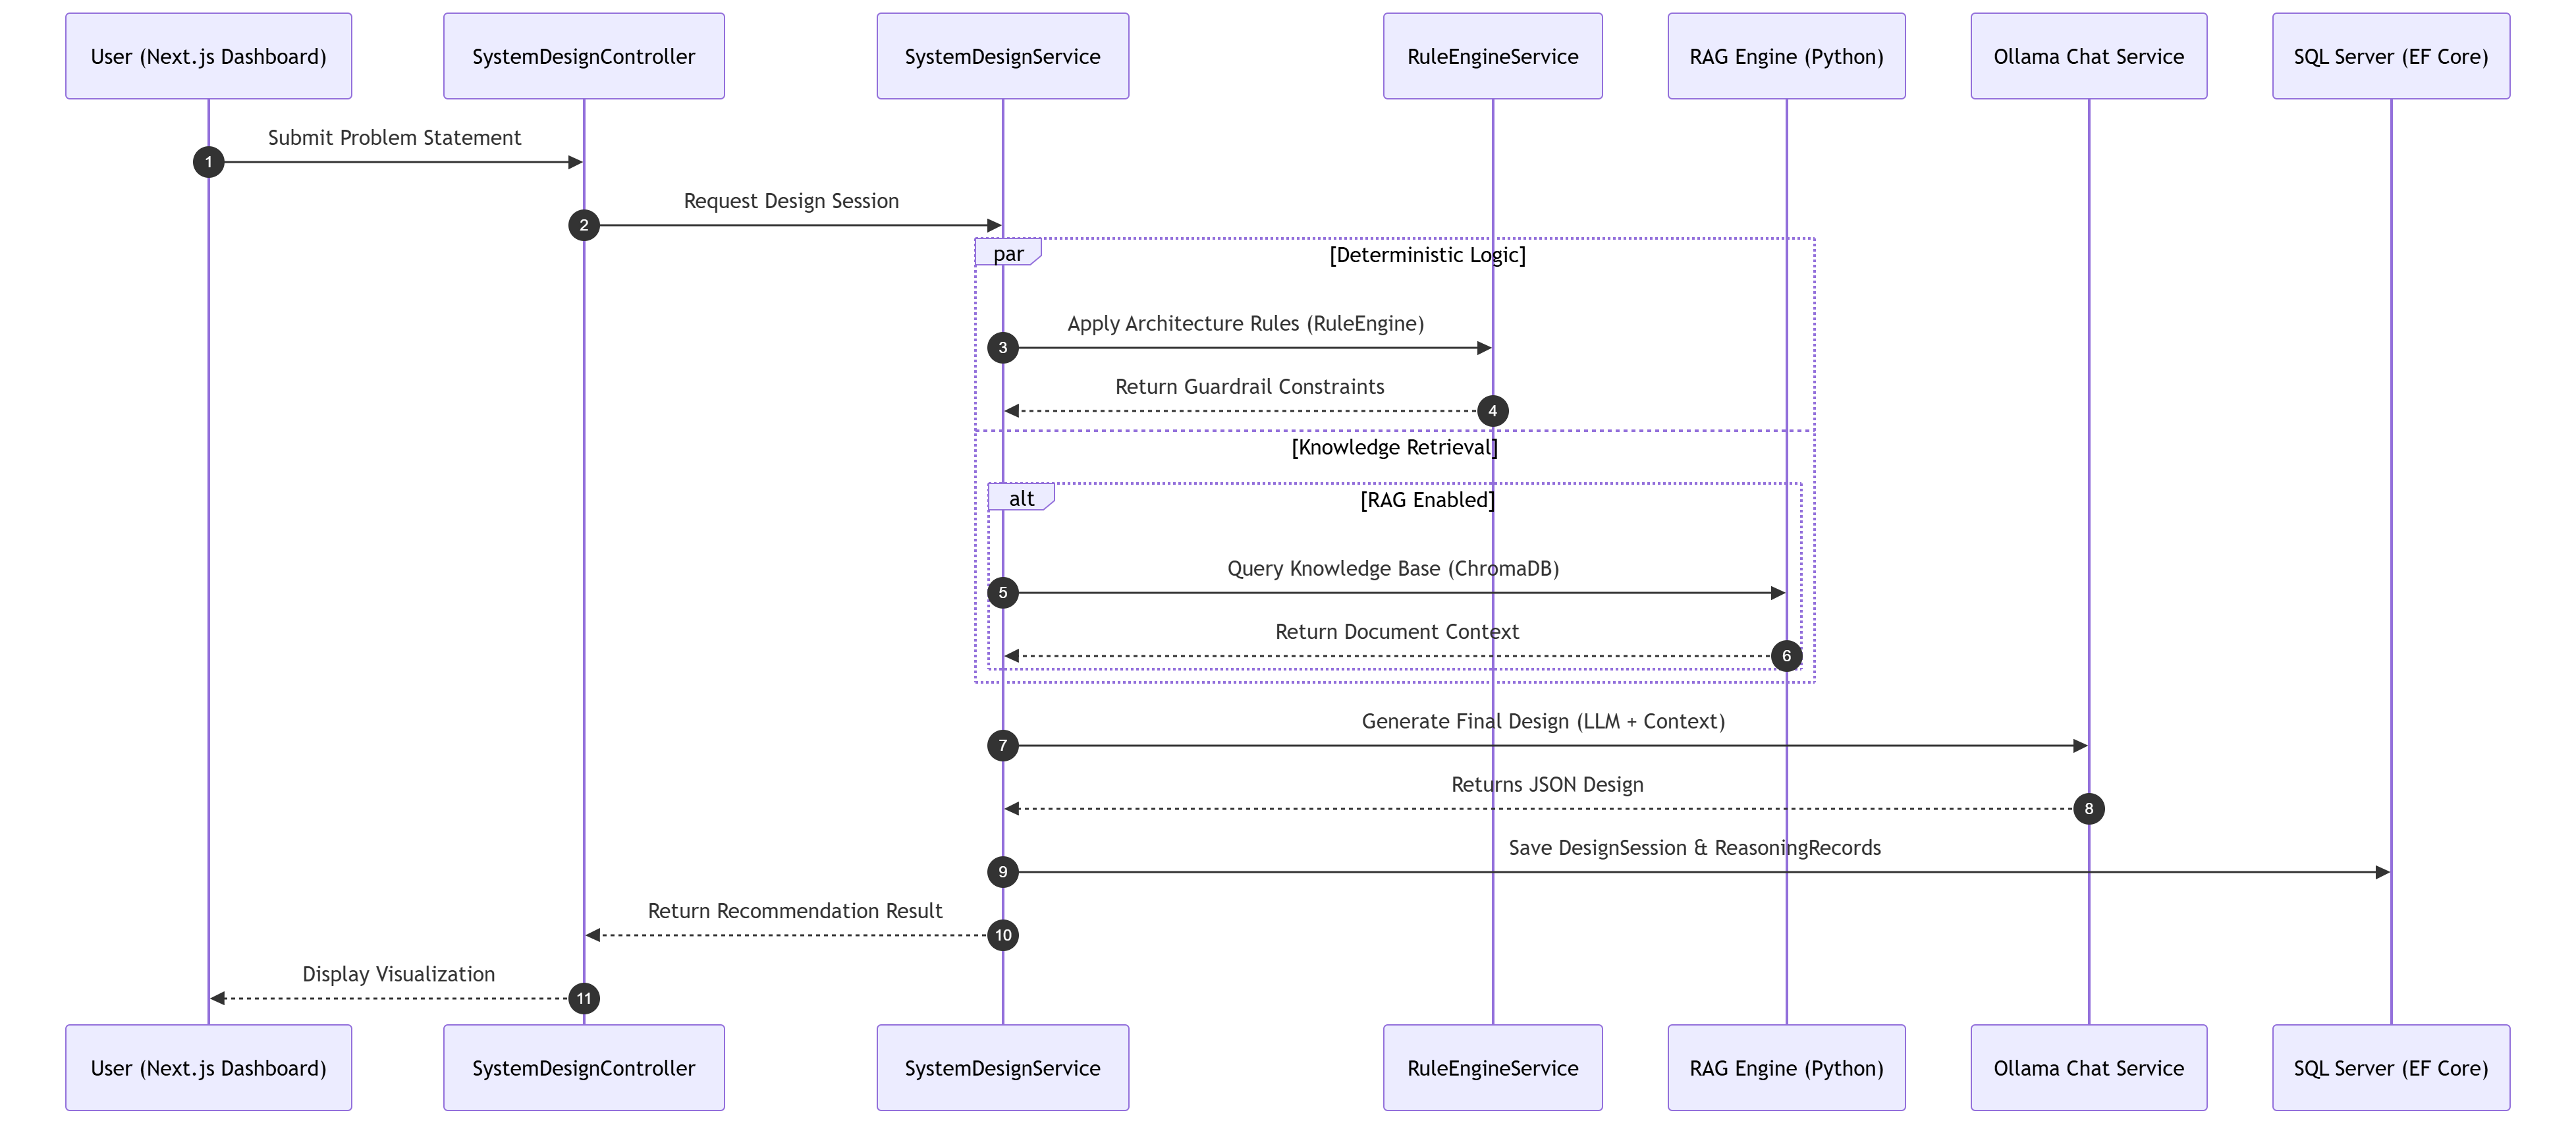 User (Next.js Dashboard)
SystemDesignController
SystemDesignService
RuleEngineService
RAG Engine (Python)
Ollama Chat Service
SQL Server (EF Core)
Submit Problem Statement
1
Request Design Session
2
par
[Deterministic Logic]
Apply Architecture Rules (RuleEngine)
3
Return Guardrail Constraints
4
[Knowledge Retrieval]
alt
[RAG Enabled]
Query Knowledge Base (ChromaDB)
5
Return Document Context
6
Generate Final Design (LLM + Context)
7
Returns JSON Design
8
Save DesignSession & ReasoningRecords
9
Return Recommendation Result
10
Display Visualization
11
User (Next.js Dashboard)
SystemDesignController
SystemDesignService
RuleEngineService
RAG Engine (Python)
Ollama Chat Service
SQL Server (EF Core)